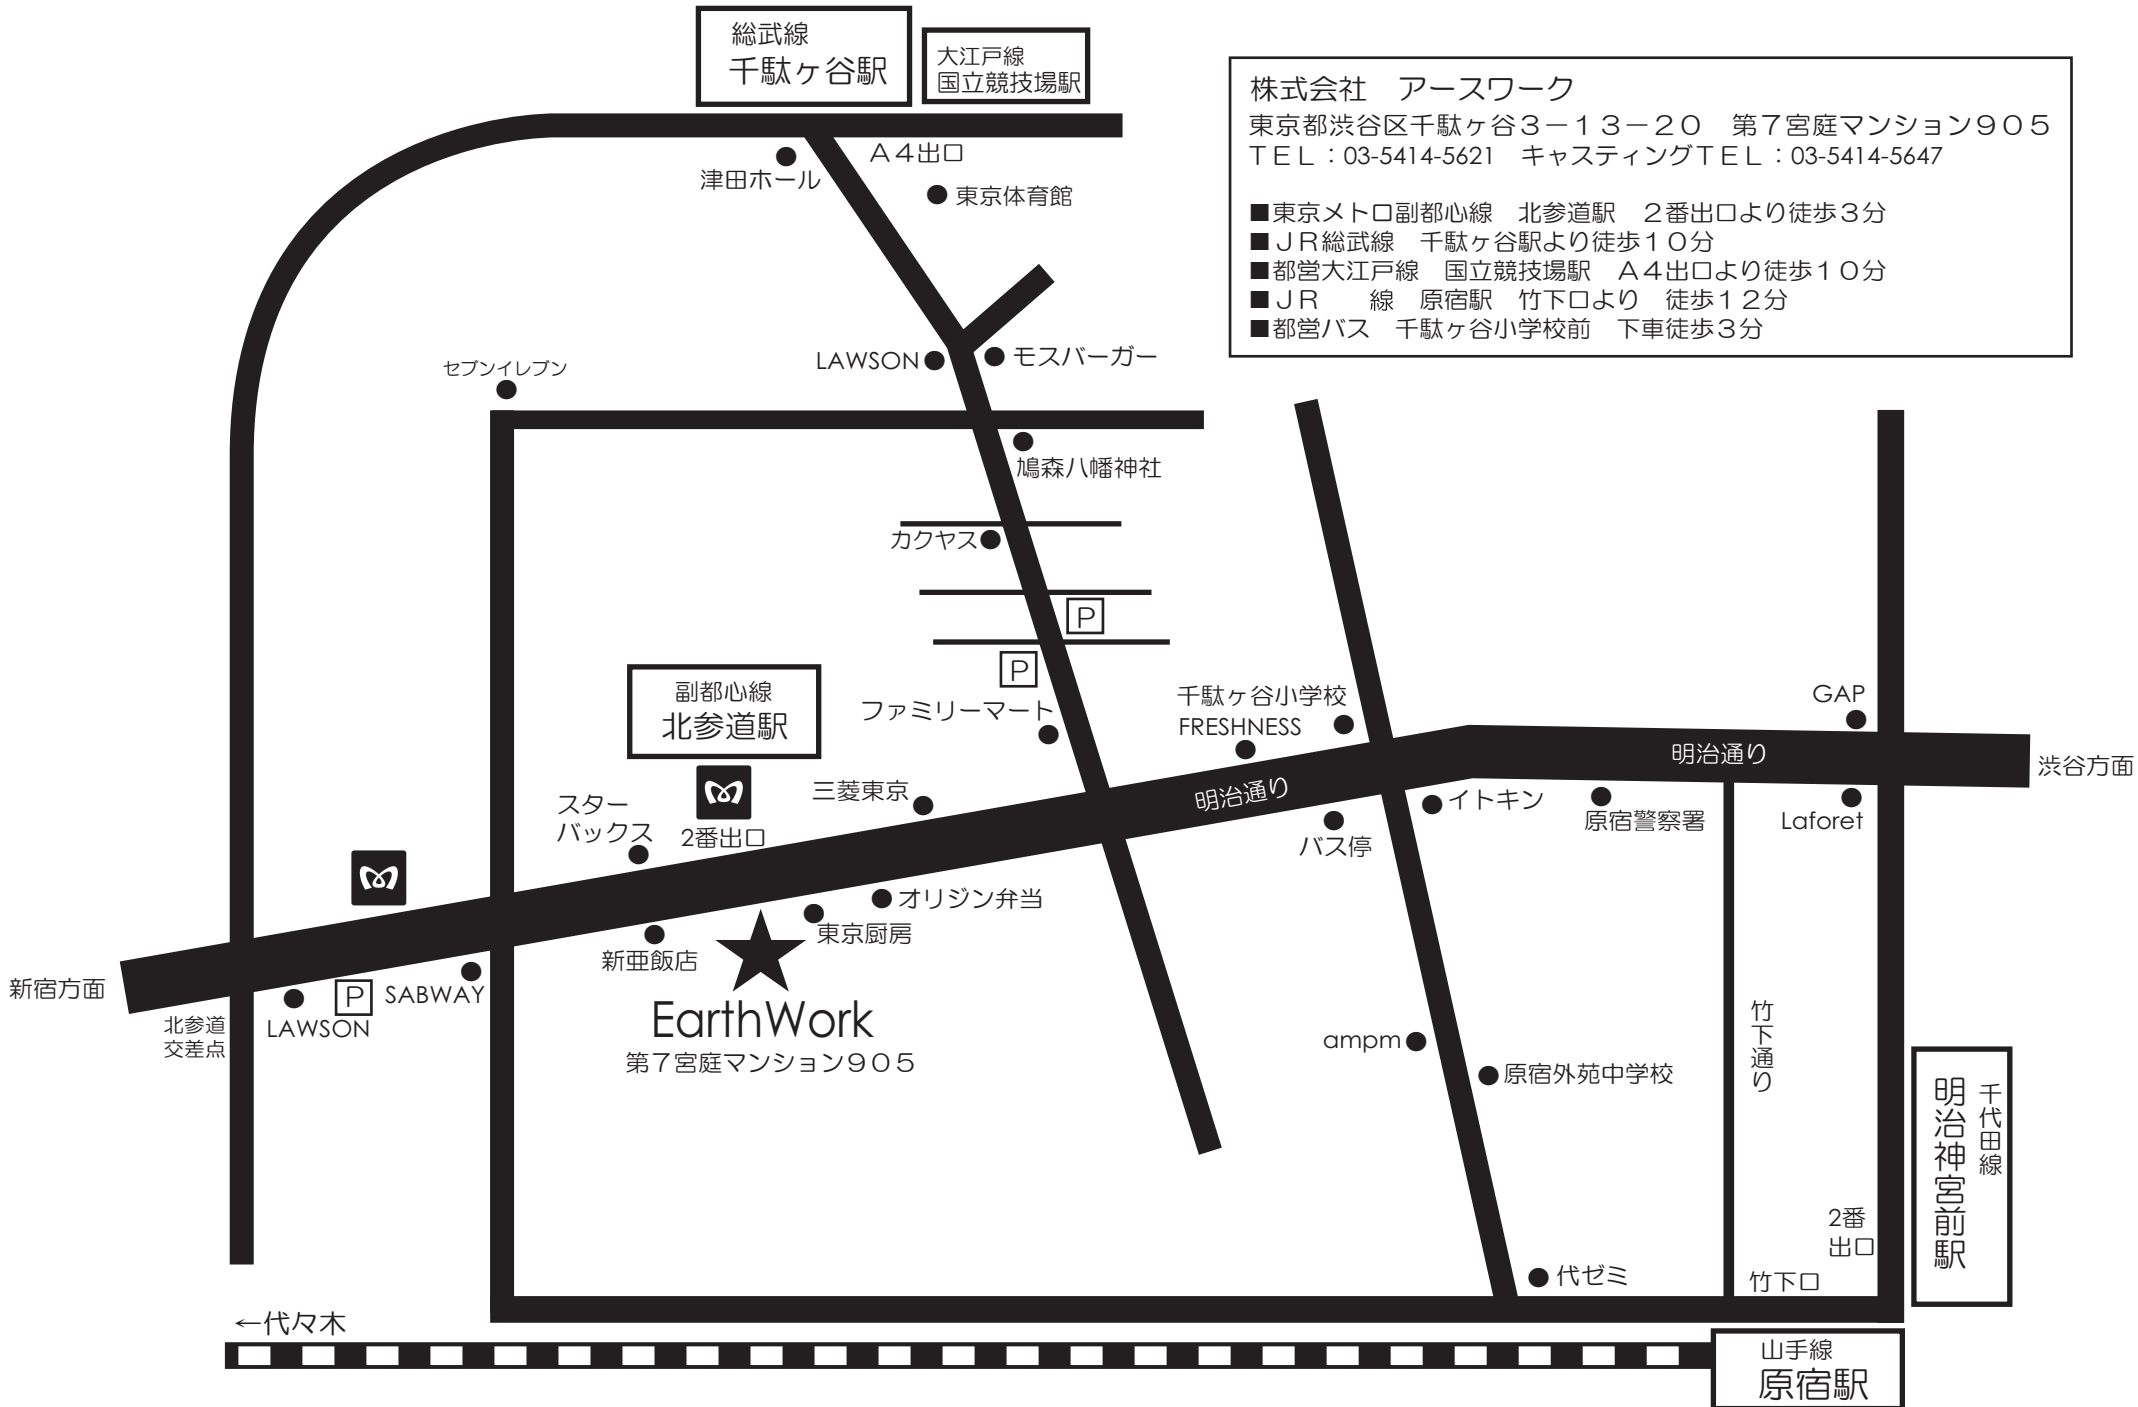 総武線
千駄ヶ谷駅
大江戸線
国立競技場駅
株式会社　アースワーク
東京都渋谷区千駄ヶ谷３－１３－２０　第７宮庭マンション９０５
ＴＥＬ：03-5414-5621　キャスティングＴＥＬ：03-5414-5647
■東京メトロ副都心線　北参道駅　２番出口より徒歩３分
■ＪＲ総武線　千駄ヶ谷駅より徒歩１０分
■都営大江戸線　国立競技場駅　Ａ４出口より徒歩１０分
■ＪＲ　　線　原宿駅　竹下口より　徒歩１２分
■都営バス　千駄ヶ谷小学校前　下車徒歩３分
Ａ４出口
津田ホール
東京体育館
LAWSON
モスバーガー
セブンイレブン
鳩森八幡神社
カクヤス
P
P
副都心線
北参道駅
ファミリーマート
千駄ヶ谷小学校
FRESHNESS
GAP
明治通り
渋谷方面
三菱東京
明治通り
スター
バックス
2番出口
イトキン
原宿警察署
Laforet
バス停
オリジン弁当
東京厨房
新亜飯店
新宿方面
P
SABWAY
LAWSON
北参道
交差点
EarthWork
第７宮庭マンション９０５
ampm
原宿外苑中学校
竹下通り
千代田線
明治神宮前駅
2番
出口
代ゼミ
竹下口
←代々木
山手線
原宿駅